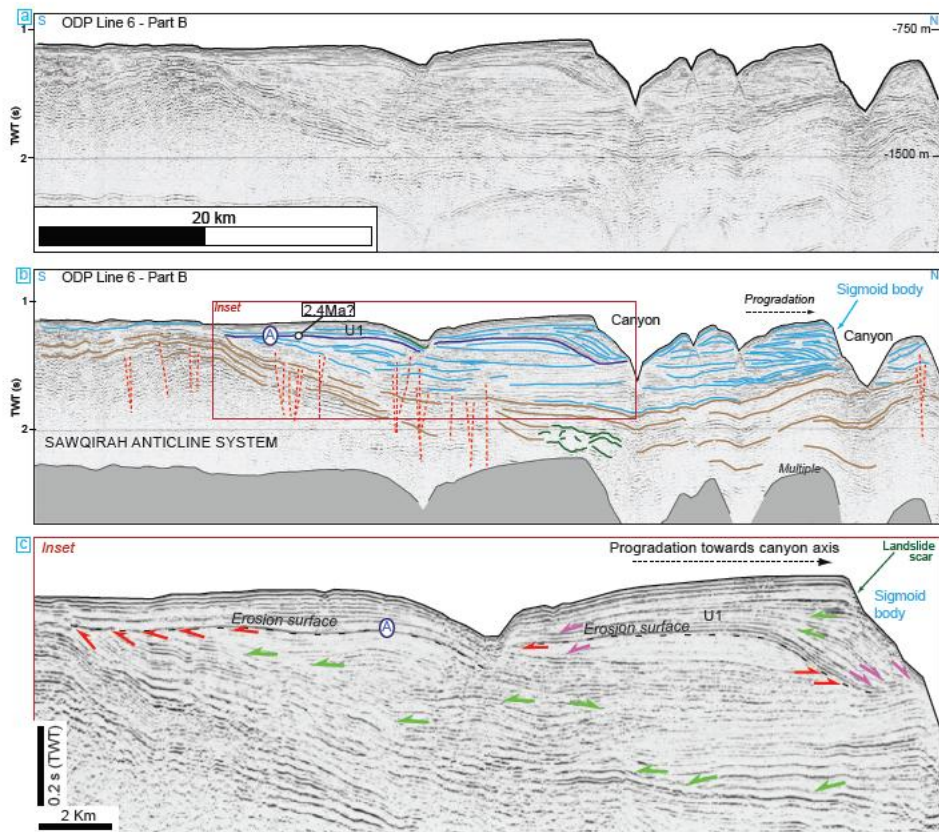 a
S
ODP Line 6 - Part B
N
1
-750 m
TWT (s)
2
-1500 m
20 km
b
S
ODP Line 6 - Part B
N
1
Inset
2.4Ma?
A
U1
Canyon
Progradation
Sigmoid body
Canyon
TWT (s)
2
SAWQIRAH ANTICLINE SYSTEM
Multiple
c
Inset
Progradation towards canyon axis
Landslide
scar
Sigmoid
body
U1
Erosion surface
A
Erosion surface
0.2 s (TWT)
2 Km